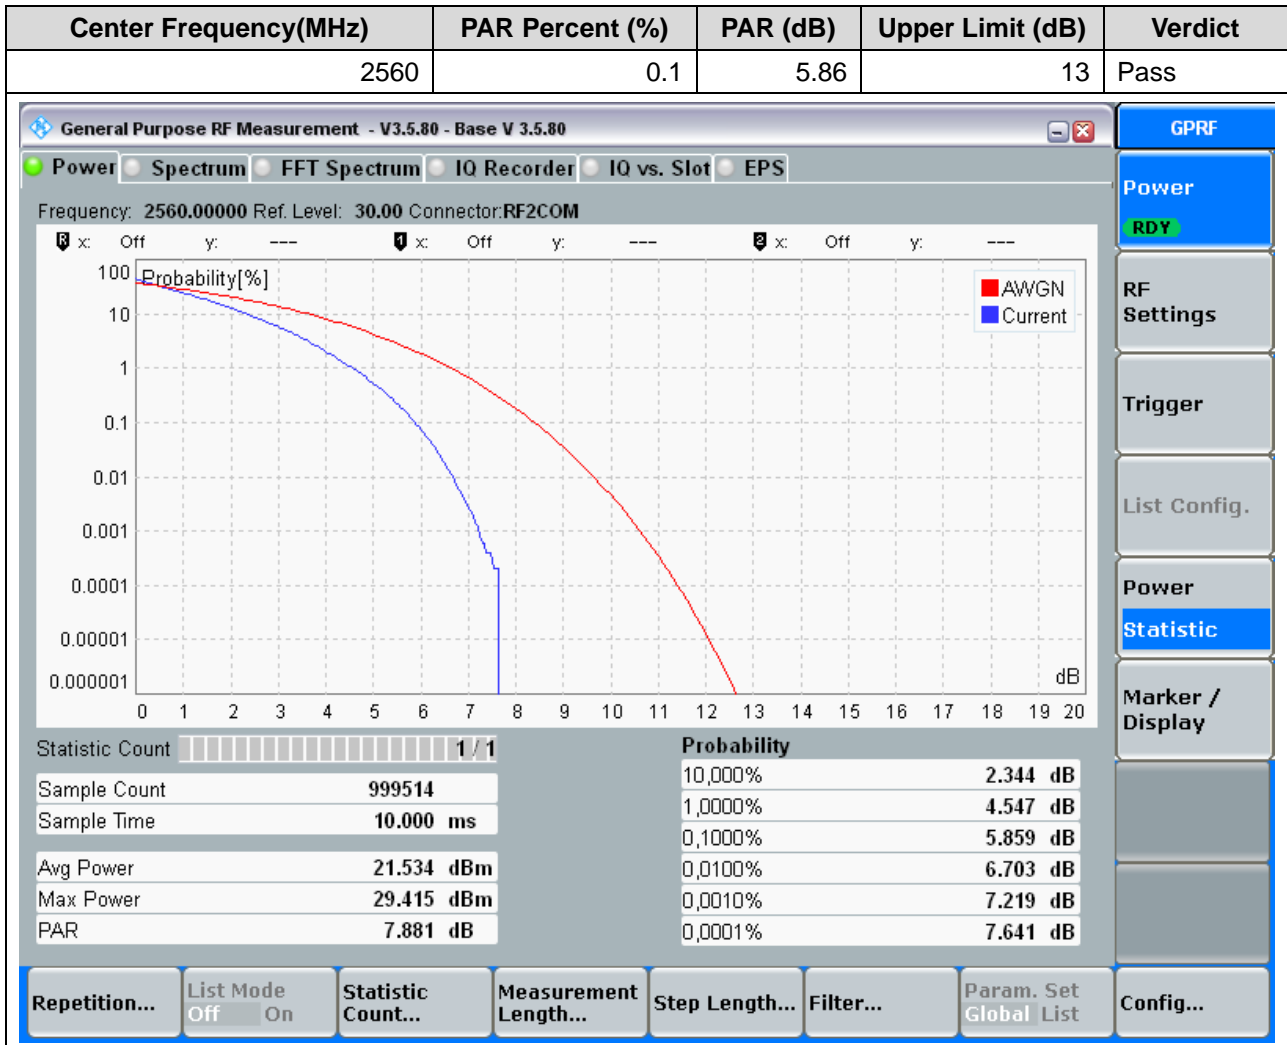 Center Frequency(MHz) PAR Percent (%) PAR (dB) Upper Limit (dB) Verdict
2560 0.1 5.86 13 Pass
General Purpose RF Measurement - V3.5.80 - Base V 3.5.80
GPRF
Power Spectrum FFT Spectrum IQ Recorder IQ vs. Slot EPS
Frequency: 2560.00000 Ref. Level: 30.00 Connector:RF2COM
R x: Off y: --- 1 x: Off y: --- 2 x: Off y: ---
Probability[%]
AWGN
Current
100
10
1
0.1
0.01
0.001
0.0001
0.00001
0.000001
dB
0 1 2 3 4 5 6 7 8 9 10 11 12 13 14 15 16 17 18 19 20
Statistic Count 1 / 1
Sample Count 999514
Sample Time 10.000 ms
Avg Power 21.534 dBm
Max Power 29.415 dBm
PAR 7.881 dB
Probability
10,000% 2.344 dB
1,0000% 4.547 dB
0,1000% 5.859 dB
0,0100% 6.703 dB
0,0010% 7.219 dB
0,0001% 7.641 dB
Power
RDY
RF
Settings
Trigger
List Config.
Power
Statistic
Marker /
Display
Repetition...
List Mode
Off On
Statistic
Count...
Measurement
Length...
Step Length...
Filter...
Param. Set
Global List
Config...